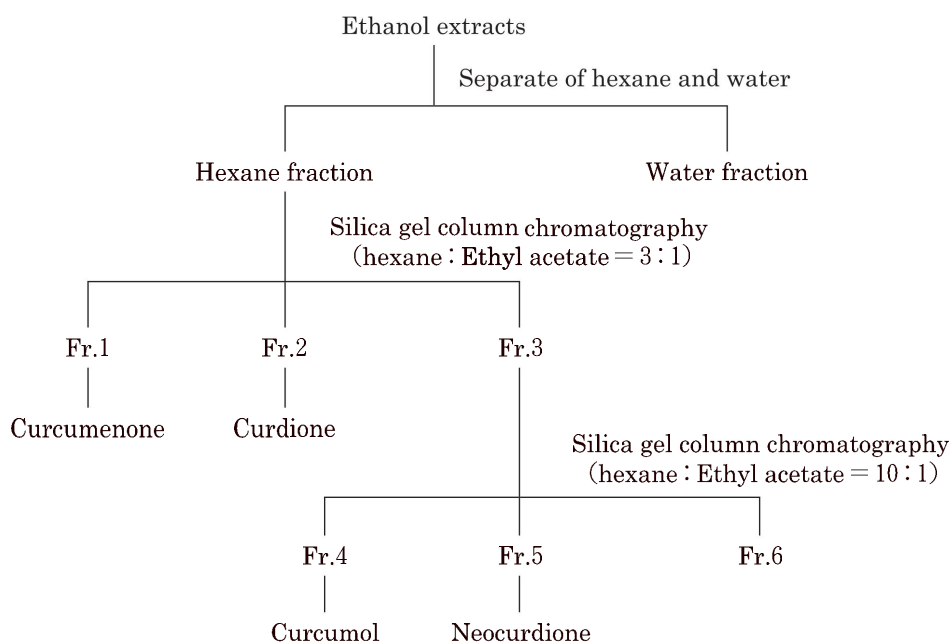 Ethanol extracts
Separate of hexane and water
Hexane fraction
Water fraction
Silica gel column chromatography
(hexane : Ethyl acetate = 3 : 1)
Fr.1
Fr.2
Fr.3
Curcumenone
Curdione
Silica gel column chromatography
(hexane : Ethyl acetate = 10 : 1)
Fr.4
Fr.5
Fr.6
Curcumol
Neocurdione